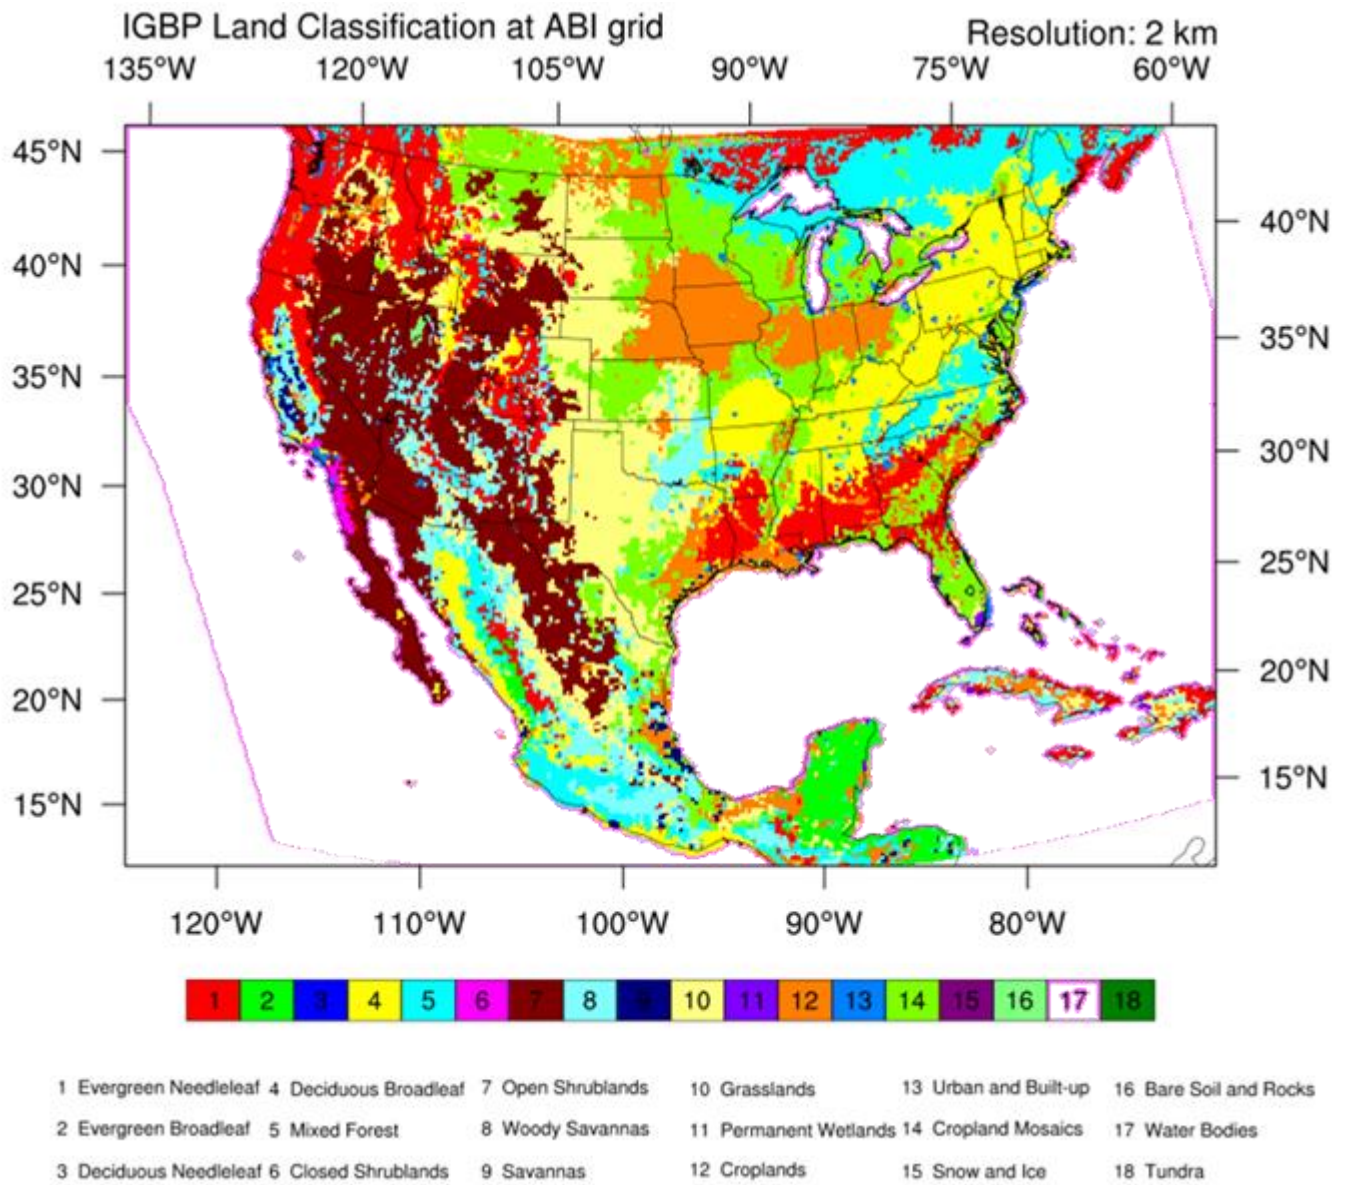 IGBP Land Classification at ABI grid
Resolution: 2 km
135°W 120°W 105°W 90°W 75°W 60°W
45°N
40°N
40°N
35°N
35°N
30°N
30°N
25°N
25°N
20°N
20°N
15°N
15°N
120°W 110°W 100°W 90°W 80°W
1 2 3 4 5 6 7 8 9 10 11 12 13 14 15 16 17 18
1 Evergreen Needleleaf 4 Deciduous Broadleaf 7 Open Shrublands 10 Grasslands 13 Urban and Built-up 16 Bare Soil and Rocks
2 Evergreen Broadleaf 5 Mixed Forest 8 Woody Savannas 11 Permanent Wetlands 14 Cropland Mosaics 17 Water Bodies
3 Deciduous Needleleaf 6 Closed Shrublands 9 Savannas 12 Croplands 15 Snow and Ice 18 Tundra